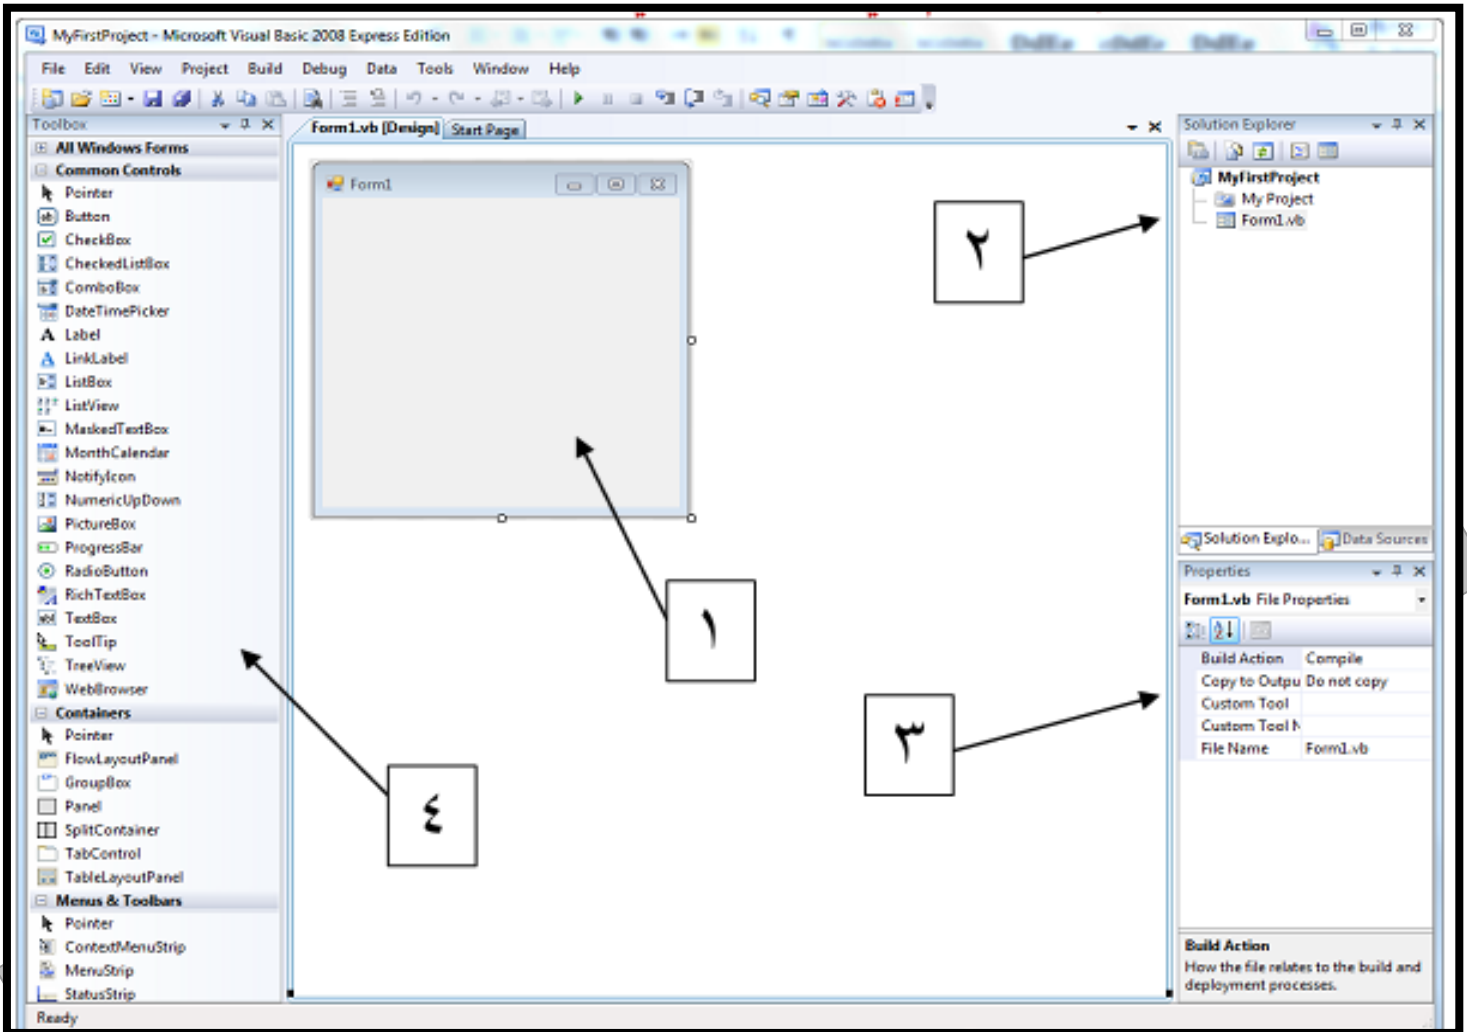 MyFirstProject - Microsoft Visual Basic 2008 Express Edition
File Edit View Project Build Debug Data Tools Window Help
Toolbox
All Windows Forms
Common Controls
Pointer
Button
CheckBox
CheckedListBox
ComboBox
DateTimePicker
Label
LinkLabel
ListBox
ListView
MaskedTextBox
MonthCalendar
NotifyIcon
NumericUpDown
PictureBox
ProgressBar
RadioButton
RichTextBox
TextBox
ToolTip
TreeView
WebBrowser
Containers
Pointer
FlowLayoutPanel
GroupBox
Panel
SplitContainer
TabControl
TableLayoutPanel
Menus & Toolbars
Pointer
ContextMenuStrip
MenuStrip
StatusStrip
Form1.vb [Design] Start Page
Form1
٢
١
٣
٤
Solution Explorer
MyFirstProject
My Project
Form1.vb
Solution Explo... Data Sources
Properties
Form1.vb File Properties
Build Action Compile
Copy to Outpu Do not copy
Custom Tool
Custom Tool N
File Name Form1.vb
Build Action
How the file relates to the build and
deployment processes.
Ready